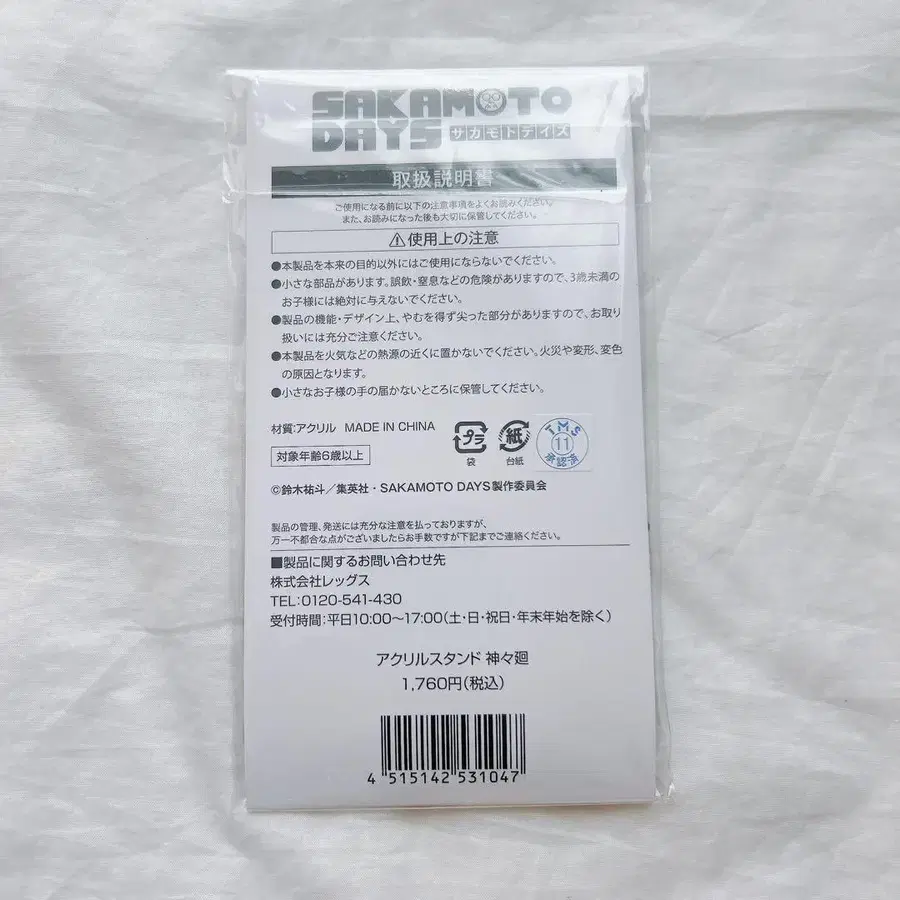 SAKAMOTO
DAYS サカモトデイズ
取扱説明書
ご使用になる前に以下の注意事項をよくお読みください。
また、お読みになった後も大切に保管してください。
⚠使用上の注意
●本製品を本来の目的以外にはご使用にならないでください。
●小さな部品があります。誤飲・窒息などの危険がありますので、3歳未満の
お子様には絶対に与えないでください。
●製品の機能・デザイン上、やむを得ず尖った部分がありますので、お取り
扱いには充分ご注意ください。
●本製品を火気などの熱源の近くに置かないでください。火災や変形、変色
の原因となります。
●小さなお子様の手の届かないところに保管してください。
材質:アクリル MADE IN CHINA
プラ
袋
紙
台紙
JMS
11
承認済
対象年齢6歳以上
©鈴木祐斗／集英社・SAKAMOTO DAYS製作委員会
製品の管理、発送には充分な注意を払っておりますが、
万一不都合な点がございましたらお手数ですが下記までご連絡ください。
■製品に関するお問い合わせ先
株式会社レッグス
TEL:0120-541-430
受付時間:平日10:00〜17:00(土・日・祝日・年末年始を除く)
アクリルスタンド 神々廻
1,760円(税込)
4 515142 531047